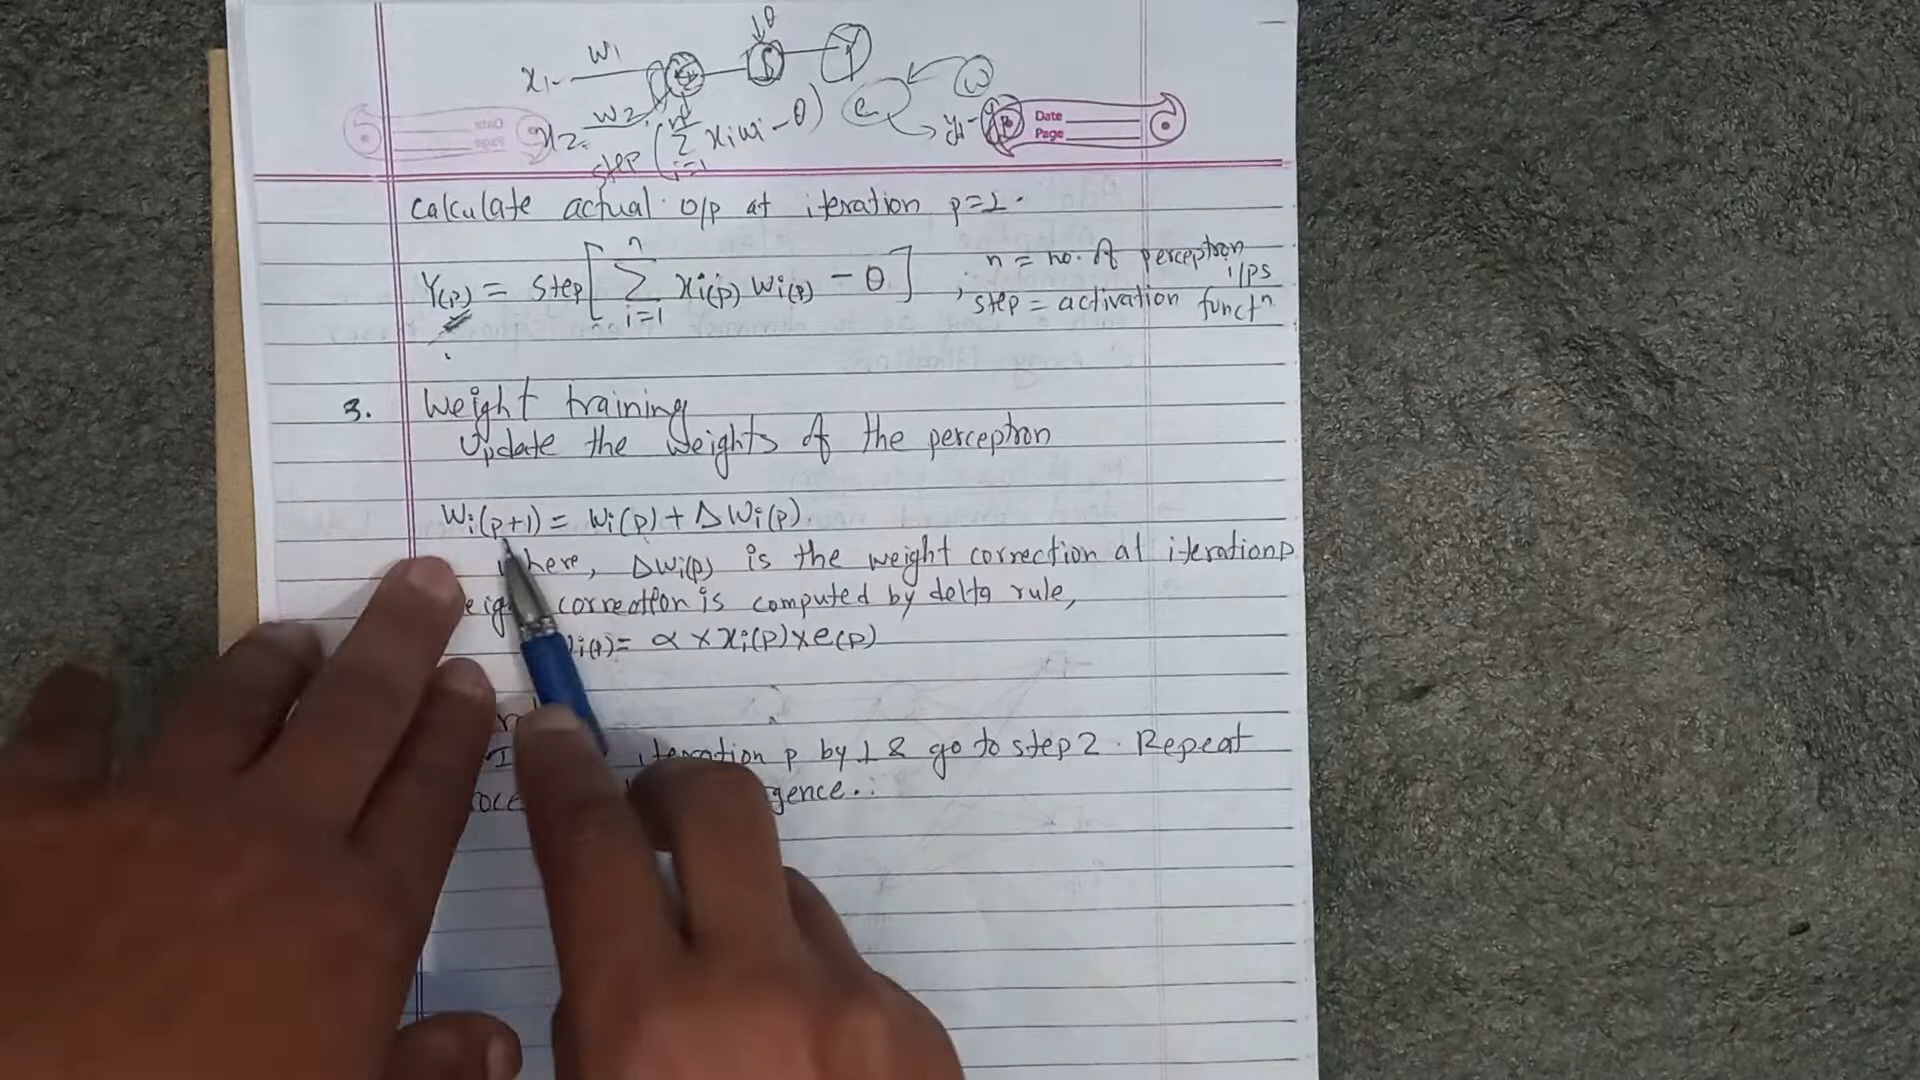 θ
x1 w1 Y
x2 w2 e
step ( n Σ i=1 xiwi - θ ) Date
Page
calculate actual o/p at iteration p=1.
Y(p) = step [ n Σ i=1 xi(p) wi(p) - θ ] ; n = no. of perceptron i/ps
step = activation functn
3. Weight training
Update the weights of the perceptron
Wi(p+1) = Wi(p) + ΔWi(p)
here, ΔWi(p) is the weight correction at iteration p
correction is computed by delta rule,
i(p) = α × xi(p) × e(p)
iteration p by 1 & go to step 2. Repeat